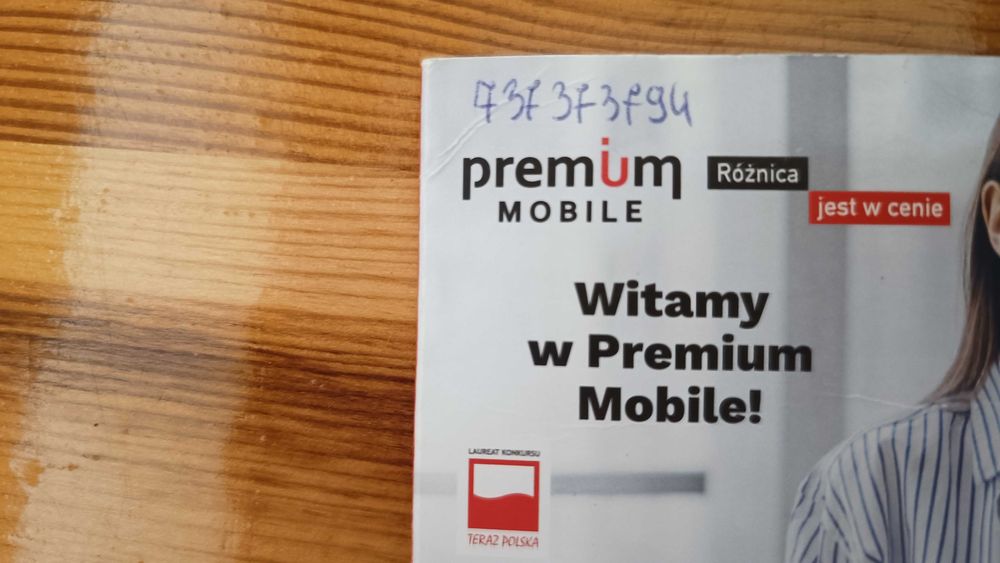 737373794
premium
MOBILE
Różnica
jest w cenie
Witamy
w Premium
Mobile!
LAUREAT KONKURSU
TERAZ POLSKA